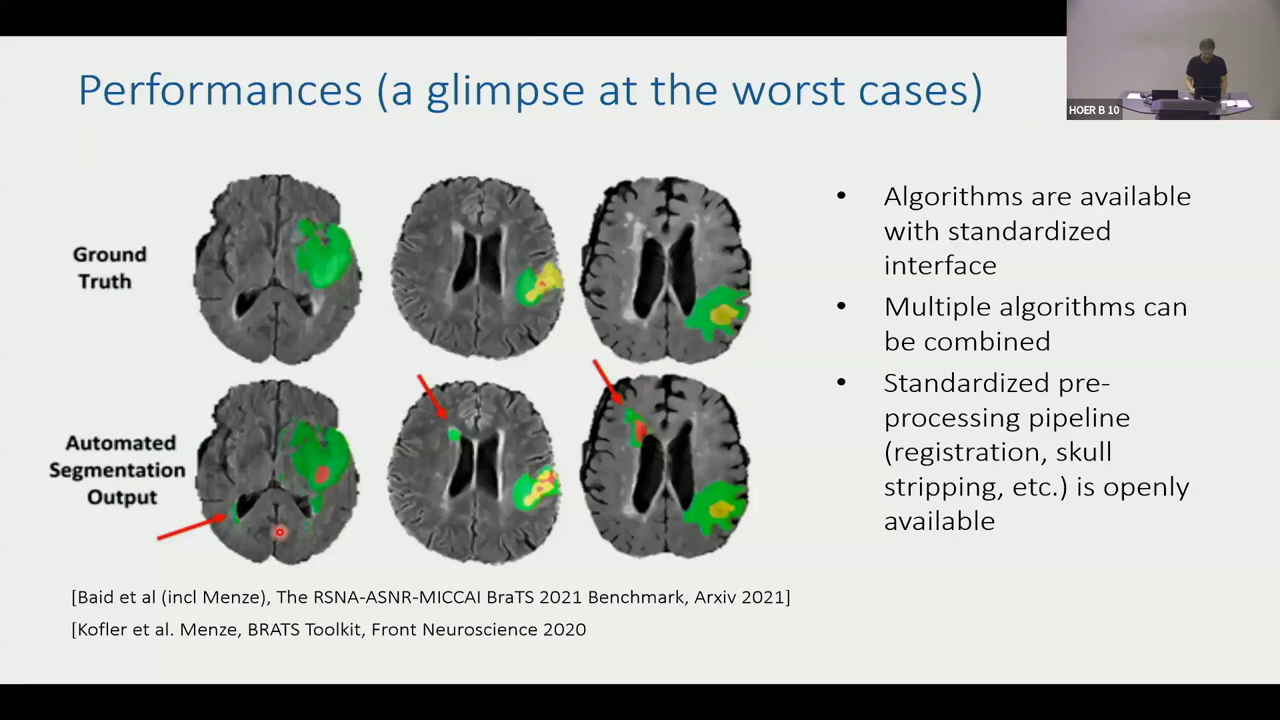 Performances (a glimpse at the worst cases)
HOER B 10
Ground
Truth
Automated
Segmentation
Output
• Algorithms are available
with standardized
interface
• Multiple algorithms can
be combined
• Standardized pre-
processing pipeline
(registration, skull
stripping, etc.) is openly
available
[Baid et al (incl Menze), The RSNA-ASNR-MICCAI BraTS 2021 Benchmark, Arxiv 2021]
[Kofler et al. Menze, BRATS Toolkit, Front Neuroscience 2020